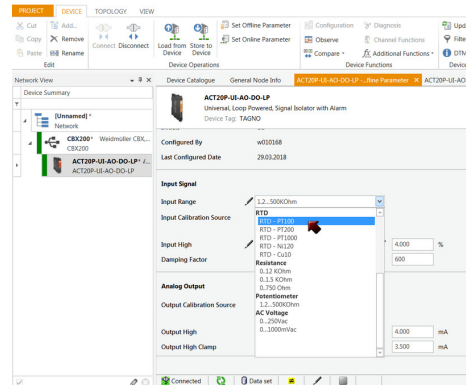 PROJECT DEVICE TOPOLOGY VIEW
Cut Add...
Copy Remove
Paste Rename
Connect Disconnect
Load from Device Store to Device
Set Offline Parameter
Set Online Parameter
Configuration Diagnosis
Observe Channel Functions
Compare Additional Functions
Upd
Filte
DTM
Edit Device Operations Device Functions Device
Network View
Device Catalogue General Node Info ACT20P-UI-AO-DO-LP -...fline Parameter ACT20P-UI-AO
Device Summary
[Unnamed] *
Network
CBX200* Weidmüller CBX,...
CBX200
ACT20P-UI-AO-DO-LP* /...
ACT20P-UI-AO-DO-LP
ACT20P-UI-AO-DO-LP
Universal, Loop Powered, Signal Isolator with Alarm
Device Tag: TAGNO
Configured By w010168
Last Configured Date 29.03.2018
Input Signal
Input Range 1.2...500KOhm
Input Calibration Source
RTD
RTD - PT100
RTD - PT200
RTD - PT1000
RTD - Ni120
RTD - Cu10
Resistance
0..12 KOhm
0..1.5 KOhm
0..750 Ohm
Potentiometer
1.2...500KOhm
AC Voltage
0...250Vac
0...1000mVac
Input High 4.000 %
Damping Factor 600
Analog Output
Output Calibration Source
Output High 4.000 mA
Output High Clamp 3.500 mA
Connected Data set